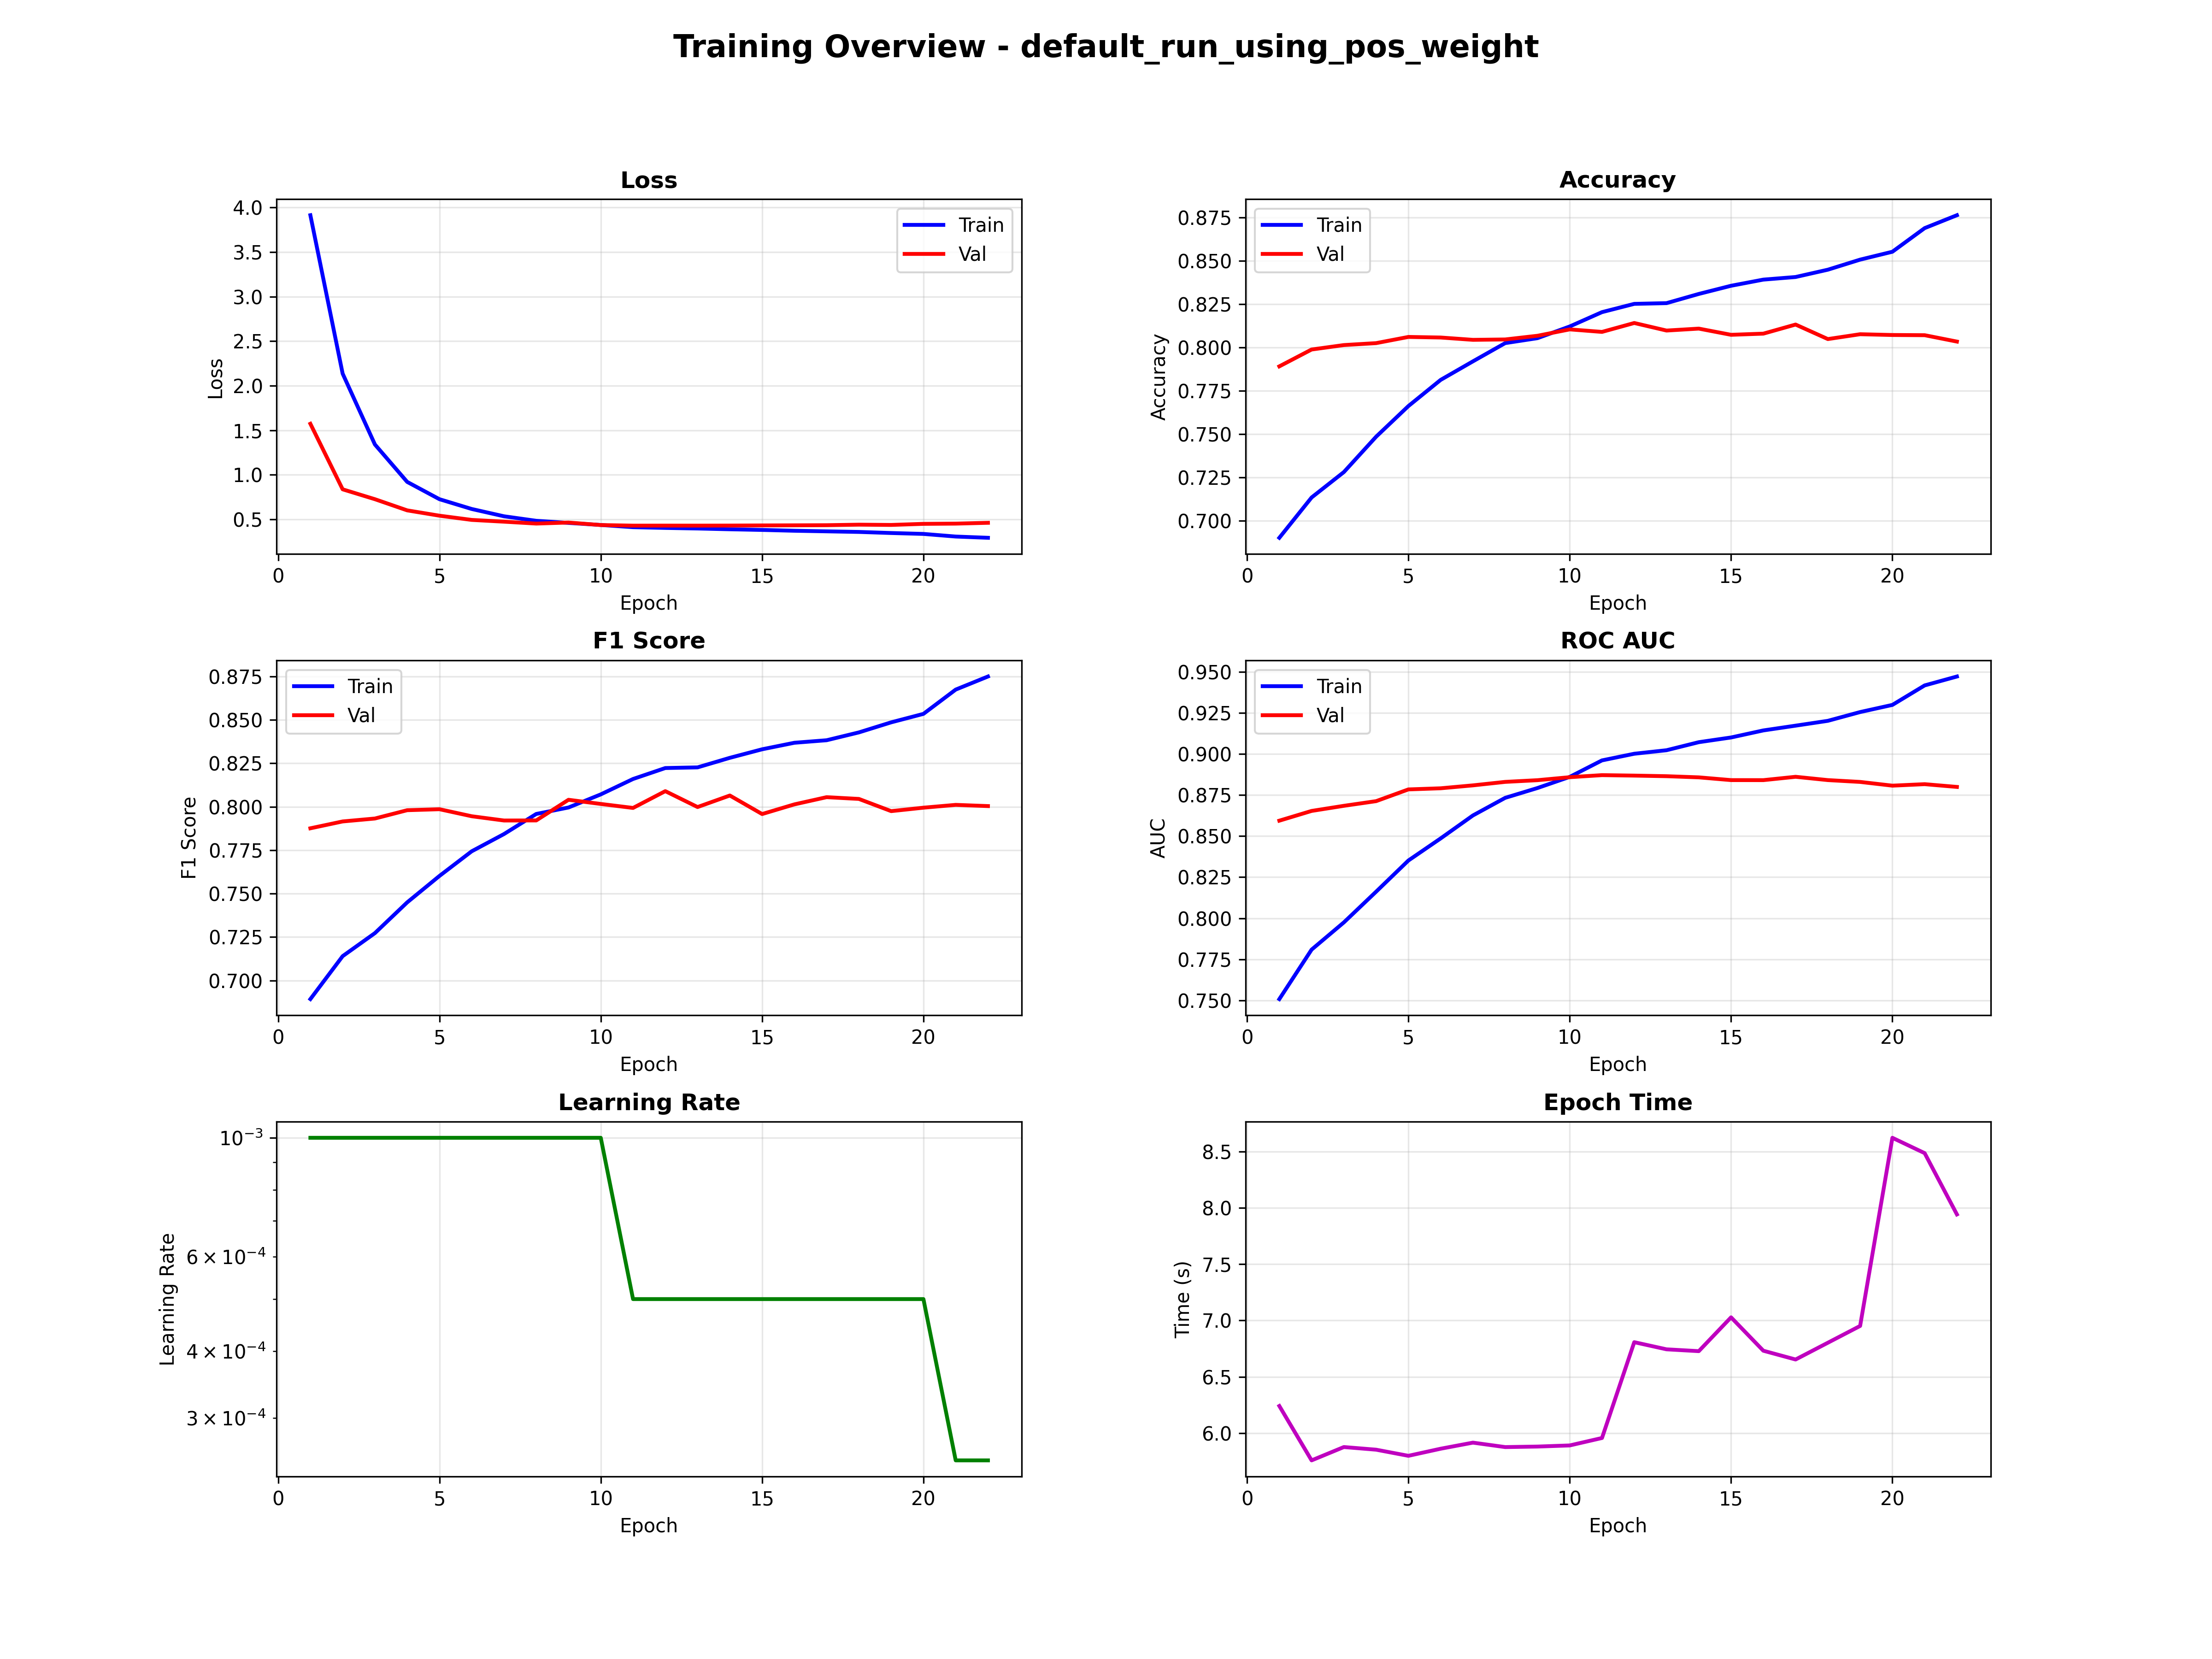 Training Overview - default_run_using_pos_weight
Loss
4.0
3.5
3.0
2.5
2.0
1.5
1.0
0.5
Loss
Train
Val
0 5 10 15 20
Epoch
Accuracy
0.875
0.850
0.825
0.800
0.775
0.750
0.725
0.700
Accuracy
Train
Val
0 5 10 15 20
Epoch
F1 Score
0.875
0.850
0.825
0.800
0.775
0.750
0.725
0.700
F1 Score
Train
Val
0 5 10 15 20
Epoch
ROC AUC
0.950
0.925
0.900
0.875
0.850
0.825
0.800
0.775
0.750
AUC
Train
Val
0 5 10 15 20
Epoch
Learning Rate
10⁻³
6 × 10⁻⁴
4 × 10⁻⁴
3 × 10⁻⁴
Learning Rate
0 5 10 15 20
Epoch
Epoch Time
8.5
8.0
7.5
7.0
6.5
6.0
Time (s)
0 5 10 15 20
Epoch